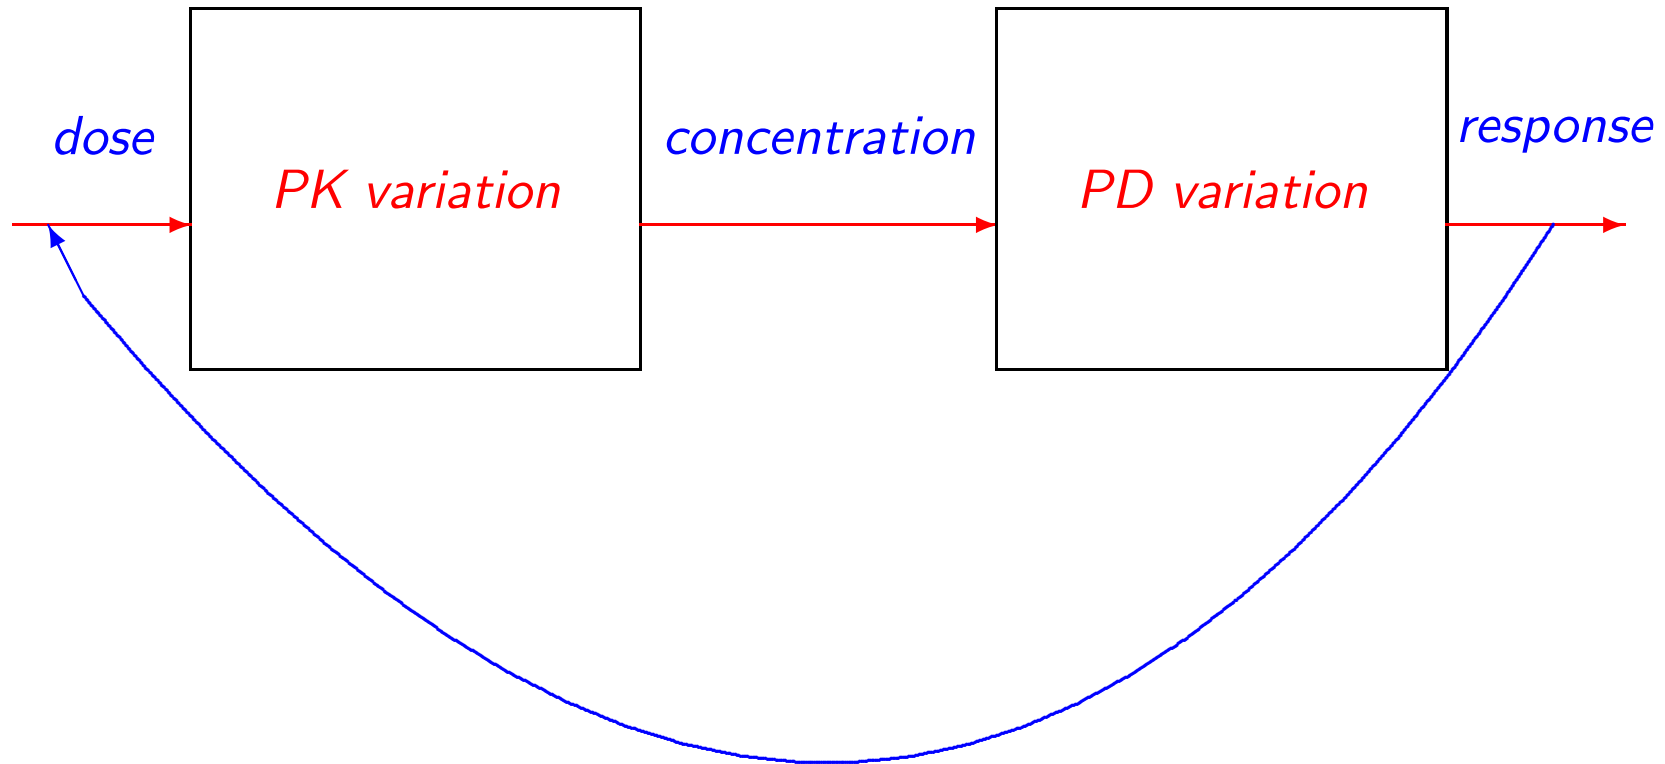 dose
PK variation
concentration
PD variation
response